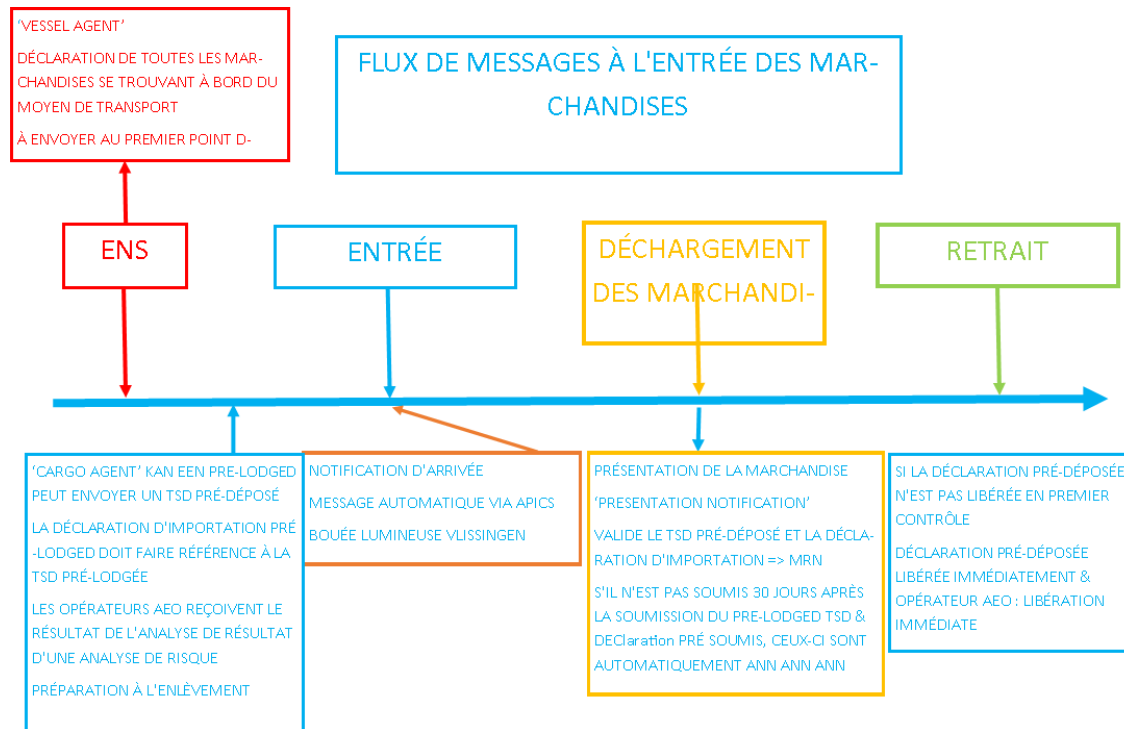 ‘VESSEL AGENT’
DÉCLARATION DE TOUTES LES MAR-
CHANDISES SE TROUVANT À BORD DU
MOYEN DE TRANSPORT
À ENVOYER AU PREMIER POINT D-
FLUX DE MESSAGES À L'ENTRÉE DES MAR-
CHANDISES
ENS
ENTRÉE
DÉCHARGEMENT
DES MARCHANDI-
RETRAIT
‘CARGO AGENT’ KAN EEN PRE-LODGED
PEUT ENVOYER UN TSD PRÉ-DÉPOSÉ
LA DÉCLARATION D'IMPORTATION PRÉ
-LODGED DOIT FAIRE RÉFÉRENCE À LA
TSD PRÉ-LODGÉE
LES OPÉRATEURS AEO REÇOIVENT LE
RÉSULTAT DE L'ANALYSE DE RÉSULTAT
D'UNE ANALYSE DE RISQUE
PRÉPARATION À L'ENLÈVEMENT
NOTIFICATION D'ARRIVÉE
MESSAGE AUTOMATIQUE VIA APICS
BOUÉE LUMINEUSE VLISSINGEN
PRÉSENTATION DE LA MARCHANDISE
‘PRESENTATION NOTIFICATION’
VALIDE LE TSD PRÉ-DÉPOSÉ ET LA DÉCLA-
RATION D'IMPORTATION => MRN
S'IL N'EST PAS SOUMIS 30 JOURS APRÈS
LA SOUMISSION DU PRE-LODGED TSD &
DEClaration PRÉ SOUMIS, CEUX-CI SONT
AUTOMATIQUEMENT ANN ANN ANN
SI LA DÉCLARATION PRÉ-DÉPOSÉE
N'EST PAS LIBÉRÉE EN PREMIER
CONTRÔLE
DÉCLARATION PRÉ-DÉPOSÉE
LIBÉRÉE IMMÉDIATEMENT &
OPÉRATEUR AEO : LIBÉRATION
IMMÉDIATE